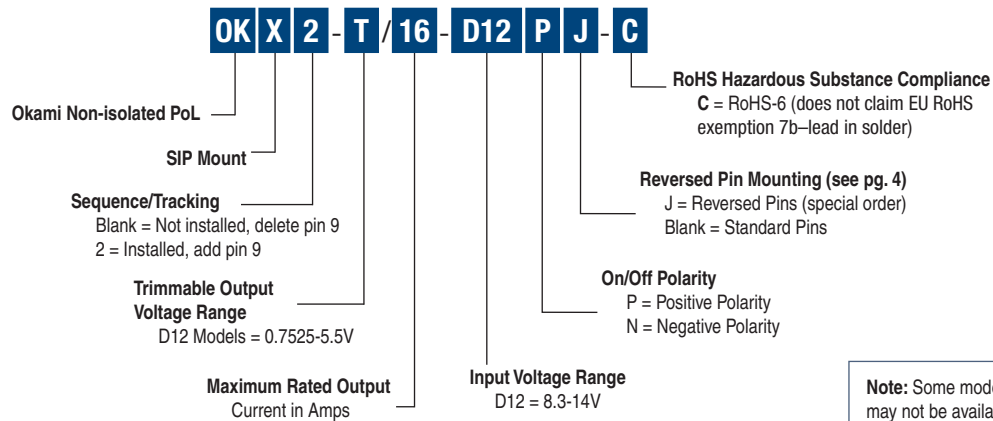 OK X 2 - T / 16 - D12 P J - C
RoHS Hazardous Substance Compliance
C = RoHS-6 (does not claim EU RoHS
exemption 7b–lead in solder)
Okami Non-isolated PoL
SIP Mount
Reversed Pin Mounting (see pg. 4)
J = Reversed Pins (special order)
Blank = Standard Pins
Sequence/Tracking
Blank = Not installed, delete pin 9
2 = Installed, add pin 9
On/Off Polarity
P = Positive Polarity
N = Negative Polarity
Trimmable Output
Voltage Range
D12 Models = 0.7525-5.5V
Input Voltage Range
D12 = 8.3-14V
Maximum Rated Output
Current in Amps
Note: Some mode
may not be availa